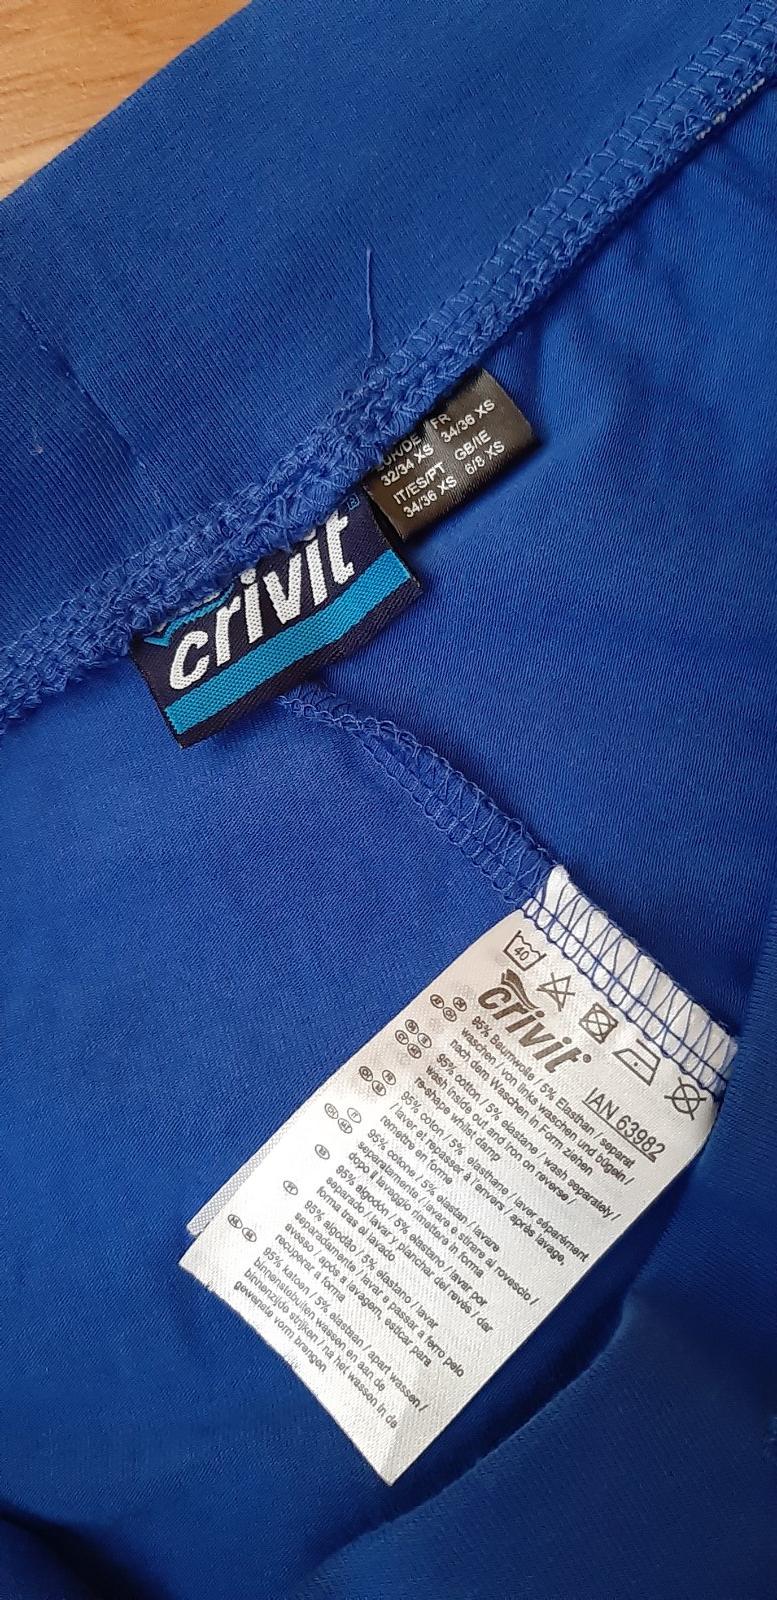 EUR/DE FR
32/34 XS 34/36 XS
IT/ES/PT GB/IE
34/36 XS 6/8 XS
crivit®
40
crivit®
IAN 63982
95% Baumwolle / 5% Elasthan / separat
waschen / von links waschen und bügeln /
nach dem Waschen in Form ziehen
95% cotton / 5% elastane / wash separately /
wash inside out and iron on reverse /
re-shape whilst damp
95% coton / 5% élasthanne / laver séparément
/ laver et repasser à l'envers / après lavage,
remettre en forme
95% cotone / 5% elastan / lavare
separatamente / lavare e stirare al rovescio /
dopo il lavaggio rimettere in forma
95% algodón / 5% elastano / lavar por
separado / lavar y planchar del revés / dar
forma tras el lavado
95% algodão / 5% elastano / lavar
separadamente / lavar e passar a ferro pelo
avesso / após a lavagem, esticar para
recuperar a forma
95% katoen / 5% elastaan / apart wassen /
binnenstebuiten wassen en aan de
binnenzijde strijken / na het wassen in de
gewenste vorm brengen